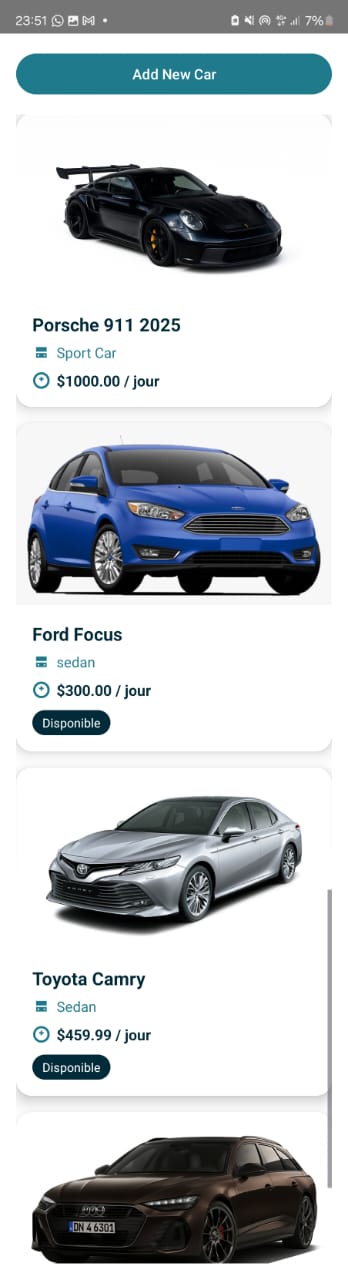 23:51 7%
Add New Car
Porsche 911 2025
Sport Car
$1000.00 / jour
Ford Focus
sedan
$300.00 / jour
Disponible
Toyota Camry
Sedan
$459.99 / jour
Disponible
DN 4 6301